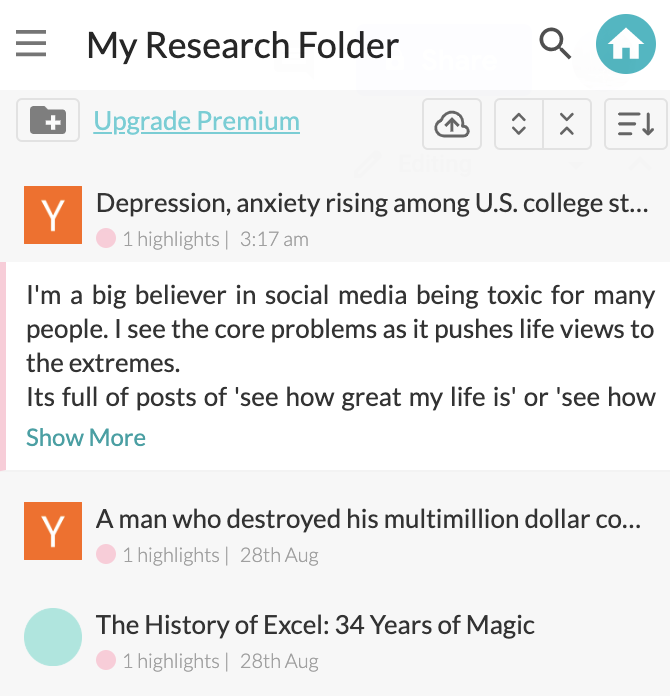 My Research Folder
Upgrade Premium
Y
Depression, anxiety rising among U.S. college st...
1 highlights | 3:17 am
I'm a big believer in social media being toxic for many
people. I see the core problems as it pushes life views to
the extremes.
Its full of posts of 'see how great my life is' or 'see how
Show More
Y
A man who destroyed his multimillion dollar co...
1 highlights | 28th Aug
The History of Excel: 34 Years of Magic
1 highlights | 28th Aug